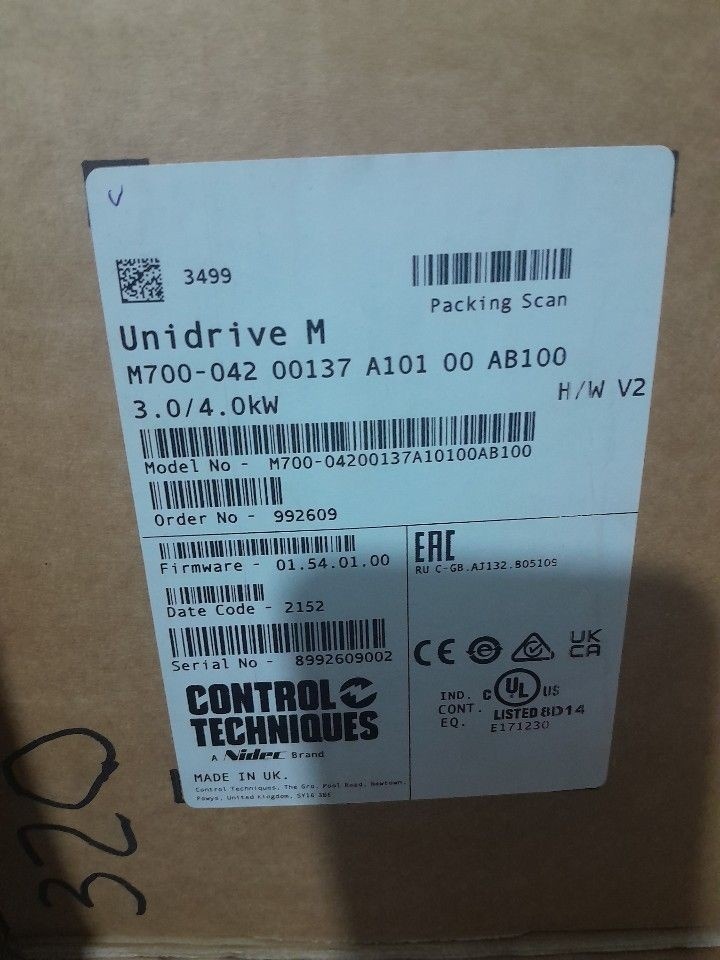 3499
Packing Scan
Unidrive M
M700-042 00137 A101 00 AB100
3.0/4.0kW
H/W V2
Model No - M700-04200137A10100AB100
Order No - 992609
Firmware - 01.54.01.00
Date Code - 2152
Serial No - 8992609002
EAC
RU C-GB.AJ132.B05109
CE
UK
CA
C UL US
IND.
CONT.
EQ.
LISTED 8D14
E171230
CONTROL
TECHNIQUES
A Nidec Brand
MADE IN UK.
Control Techniques, The Gro, Pool Road, Newtown,
Powys, United Kingdom, SY16 3BE
320